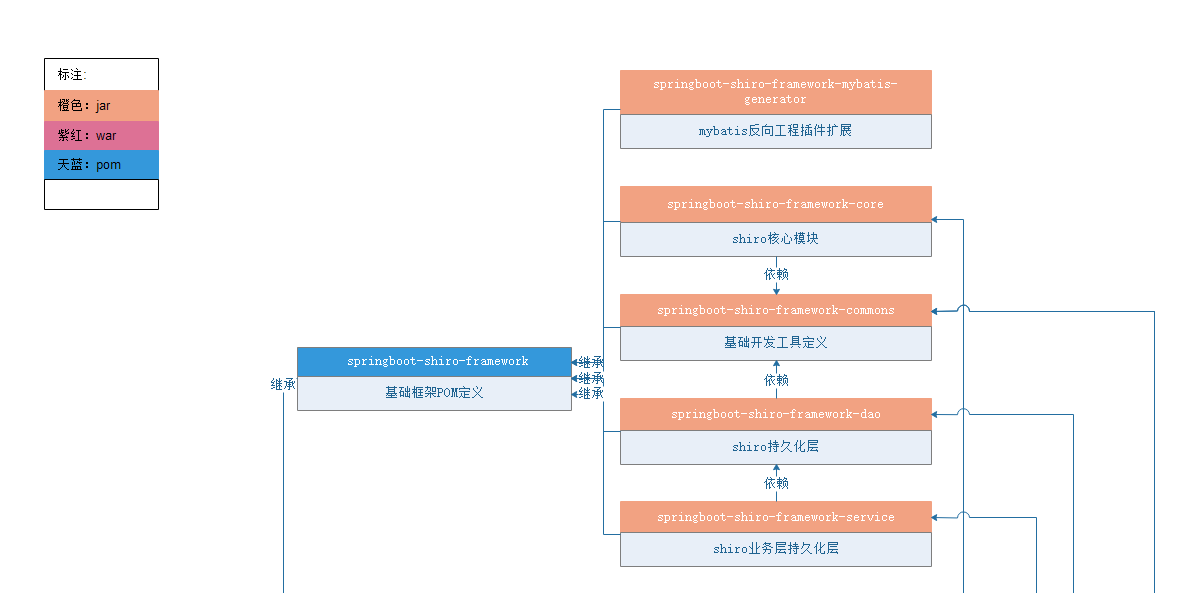 标注:
橙色：jar
紫红：war
天蓝：pom
springboot-shiro-framework-mybatis-
generator
mybatis反向工程插件扩展
springboot-shiro-framework-core
shiro核心模块
依赖
springboot-shiro-framework-commons
基础开发工具定义
springboot-shiro-framework
继承
继承
继承
继承
基础框架POM定义
依赖
springboot-shiro-framework-dao
shiro持久化层
依赖
springboot-shiro-framework-service
shiro业务层持久化层